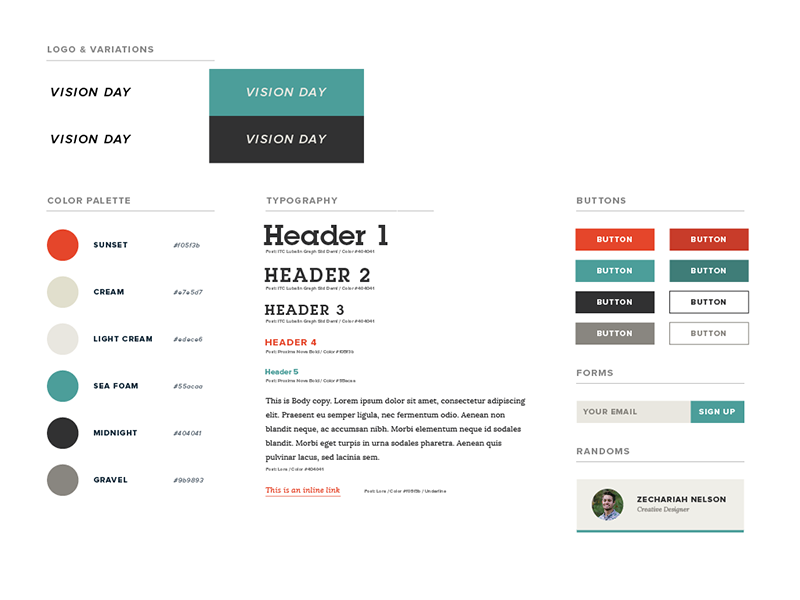 LOGO & VARIATIONS
VISION DAY
VISION DAY
VISION DAY
VISION DAY
COLOR PALETTE
SUNSET #f05f3b
CREAM #e7e5d7
LIGHT CREAM #edece6
SEA FOAM #55acaa
MIDNIGHT #404041
GRAVEL #9b9893
TYPOGRAPHY
Header 1
Font: ITC Lubalin Graph Std Demi / Color #404041
HEADER 2
Font: ITC Lubalin Graph Std Demi / Color #404041
HEADER 3
Font: ITC Lubalin Graph Std Demi / Color #404041
HEADER 4
Font: Proxima Nova Bold / Color #f05f3b
Header 5
Font: Proxima Nova Bold / Color #55acaa
This is Body copy. Lorem ipsum dolor sit amet, consectetur adipiscing
elit. Praesent eu semper ligula, nec fermentum odio. Aenean non
blandit neque, ac accumsan nibh. Morbi elementum neque id sodales
blandit. Morbi eget turpis in urna sodales pharetra. Aenean quis
pulvinar lacus, sed lacinia sem.
Font: Lora / Color #404041
This is an inline link
Font: Lora / Color #f05f3b / Underline
BUTTONS
BUTTON BUTTON
BUTTON BUTTON
BUTTON BUTTON
BUTTON BUTTON
FORMS
YOUR EMAIL SIGN UP
RANDOMS
ZECHARIAH NELSON
Creative Designer